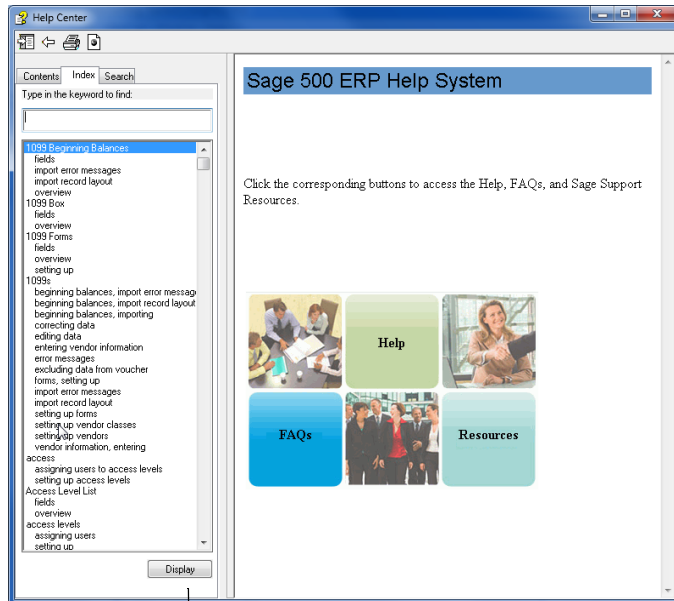 Help Center
Contents Index Search
Type in the keyword to find:
1099 Beginning Balances
fields
import error messages
import record layout
overview
1099 Box
fields
overview
1099 Forms
fields
overview
setting up
1099s
beginning balances, import error messag
beginning balances, import record layout
beginning balances, importing
correcting data
editing data
entering vendor information
error messages
excluding data from voucher
forms, setting up
import error messages
import record layout
setting up forms
setting up vendor classes
setting up vendors
vendor information, entering
access
assigning users to access levels
setting up access levels
Access Level List
fields
overview
access levels
assigning users
setting up
Display
Sage 500 ERP Help System
Click the corresponding buttons to access the Help, FAQs, and Sage Support
Resources.
Help
FAQs
Resources